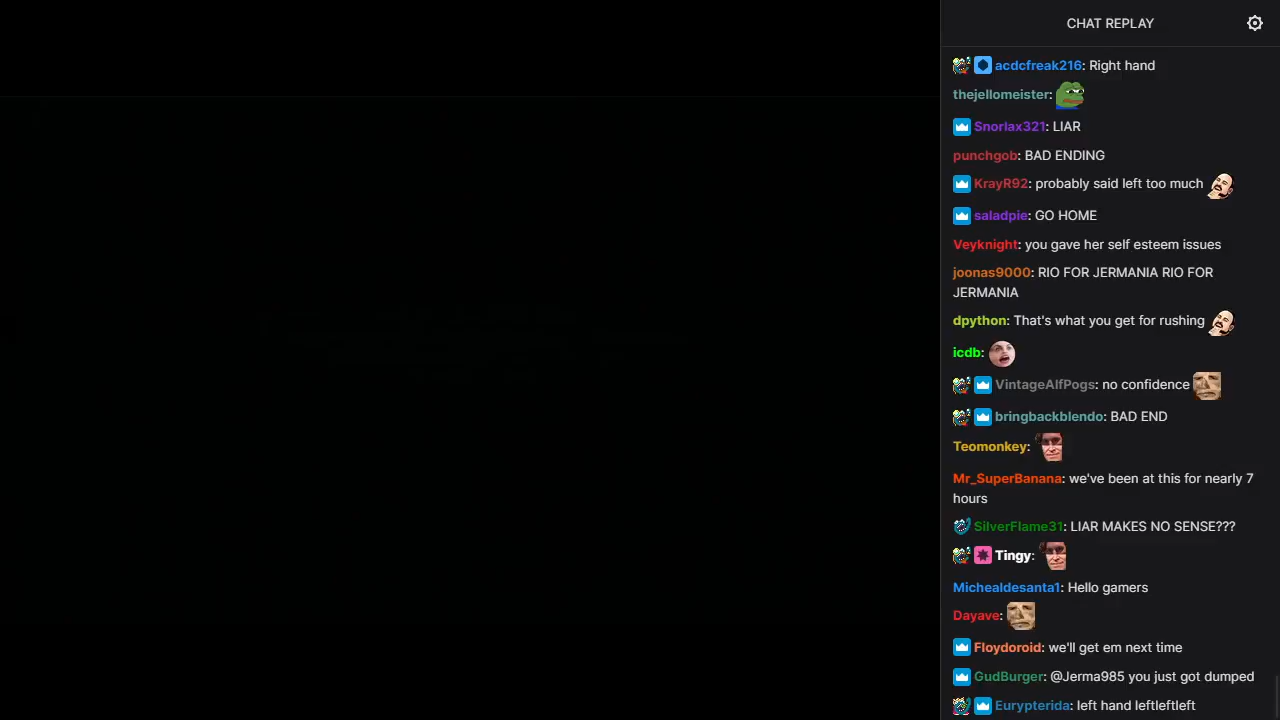 CHAT REPLAY
acdcfreak216: Right hand
thejellomeister:
Snorlax321: LIAR
punchgob: BAD ENDING
KrayR92: probably said left too much
saladpie: GO HOME
Veyknight: you gave her self esteem issues
joonas9000: RIO FOR JERMANIA RIO FOR
JERMANIA
dpython: That's what you get for rushing
icdb:
VintageAlfPogs: no confidence
bringbackblendo: BAD END
Teomonkey:
Mr_SuperBanana: we've been at this for nearly 7
hours
SilverFlame31: LIAR MAKES NO SENSE???
Tingy:
Michealdesanta1: Hello gamers
Dayave:
Floydoroid: we'll get em next time
GudBurger: @Jerma985 you just got dumped
Eurypterida: left hand leftleftleft